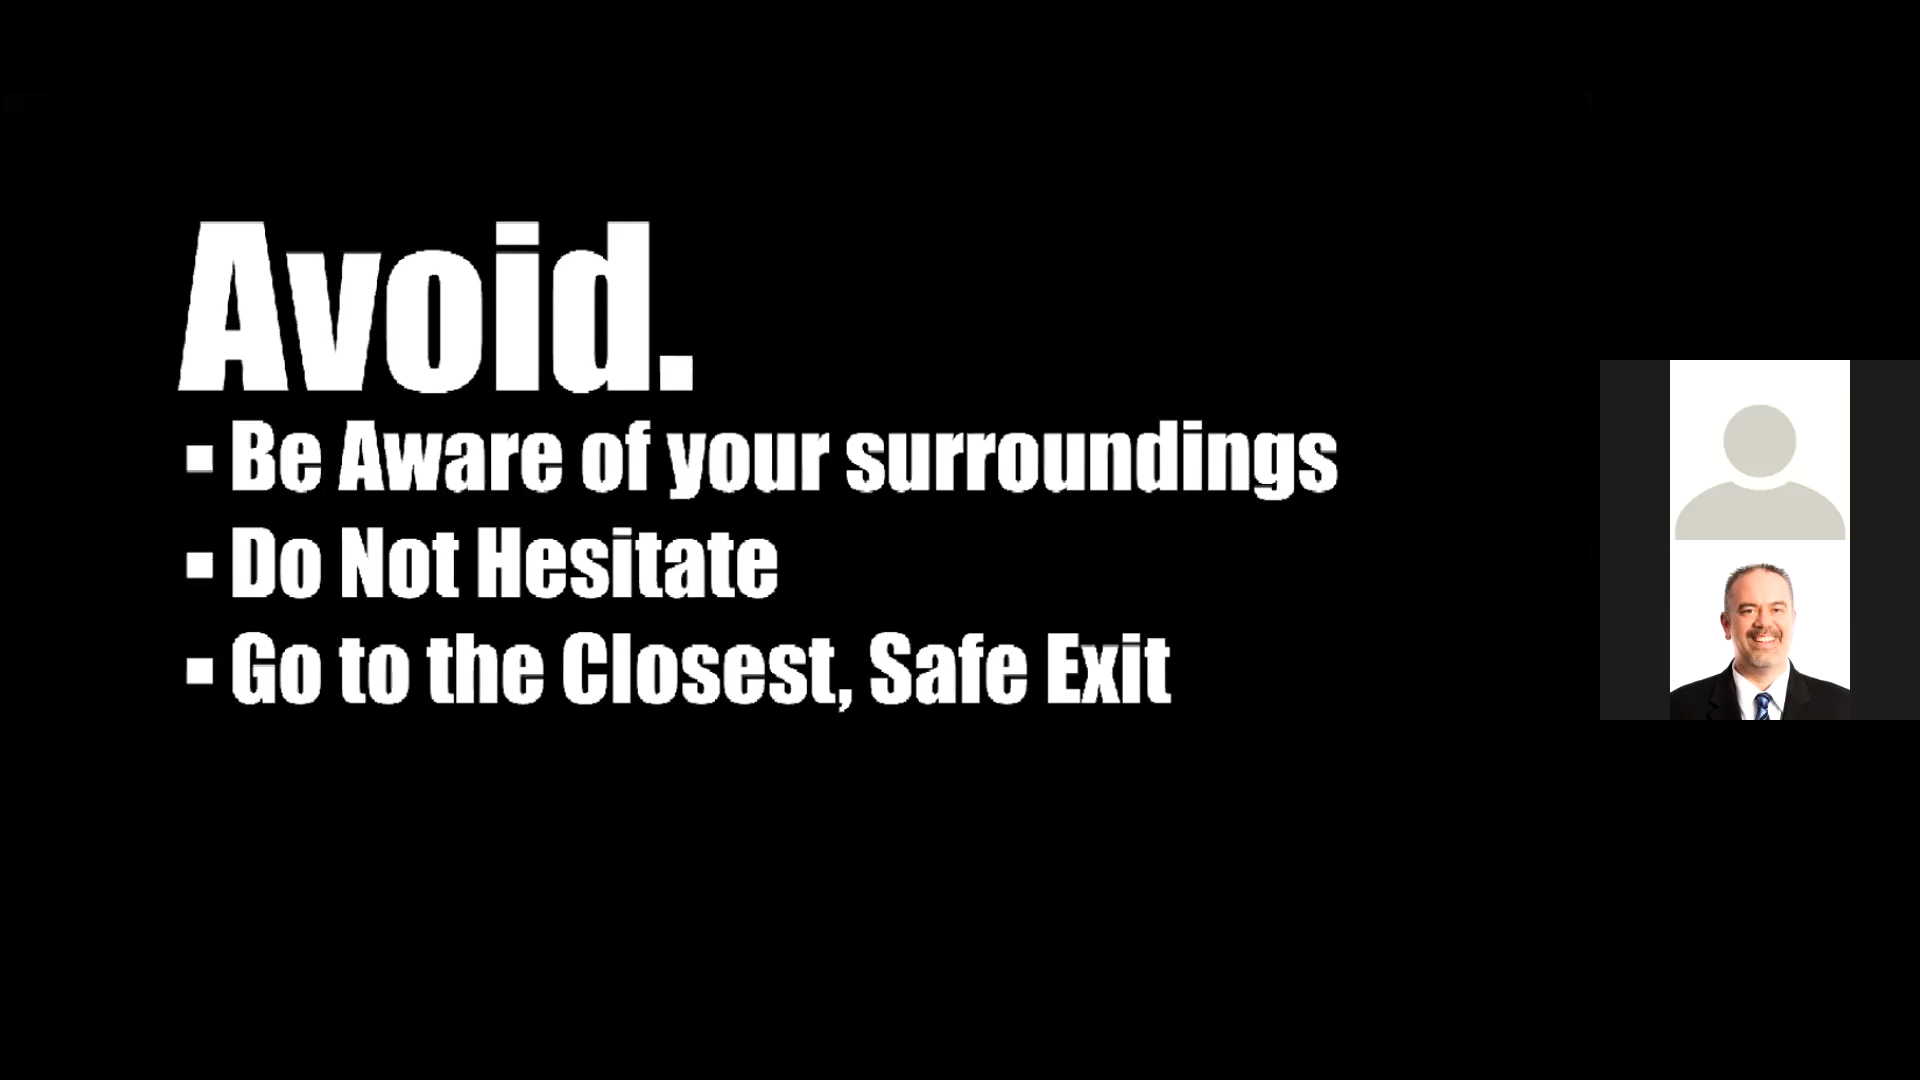 Avoid.
▪ Be Aware of your surroundings
▪ Do Not Hesitate
▪ Go to the Closest, Safe Exit